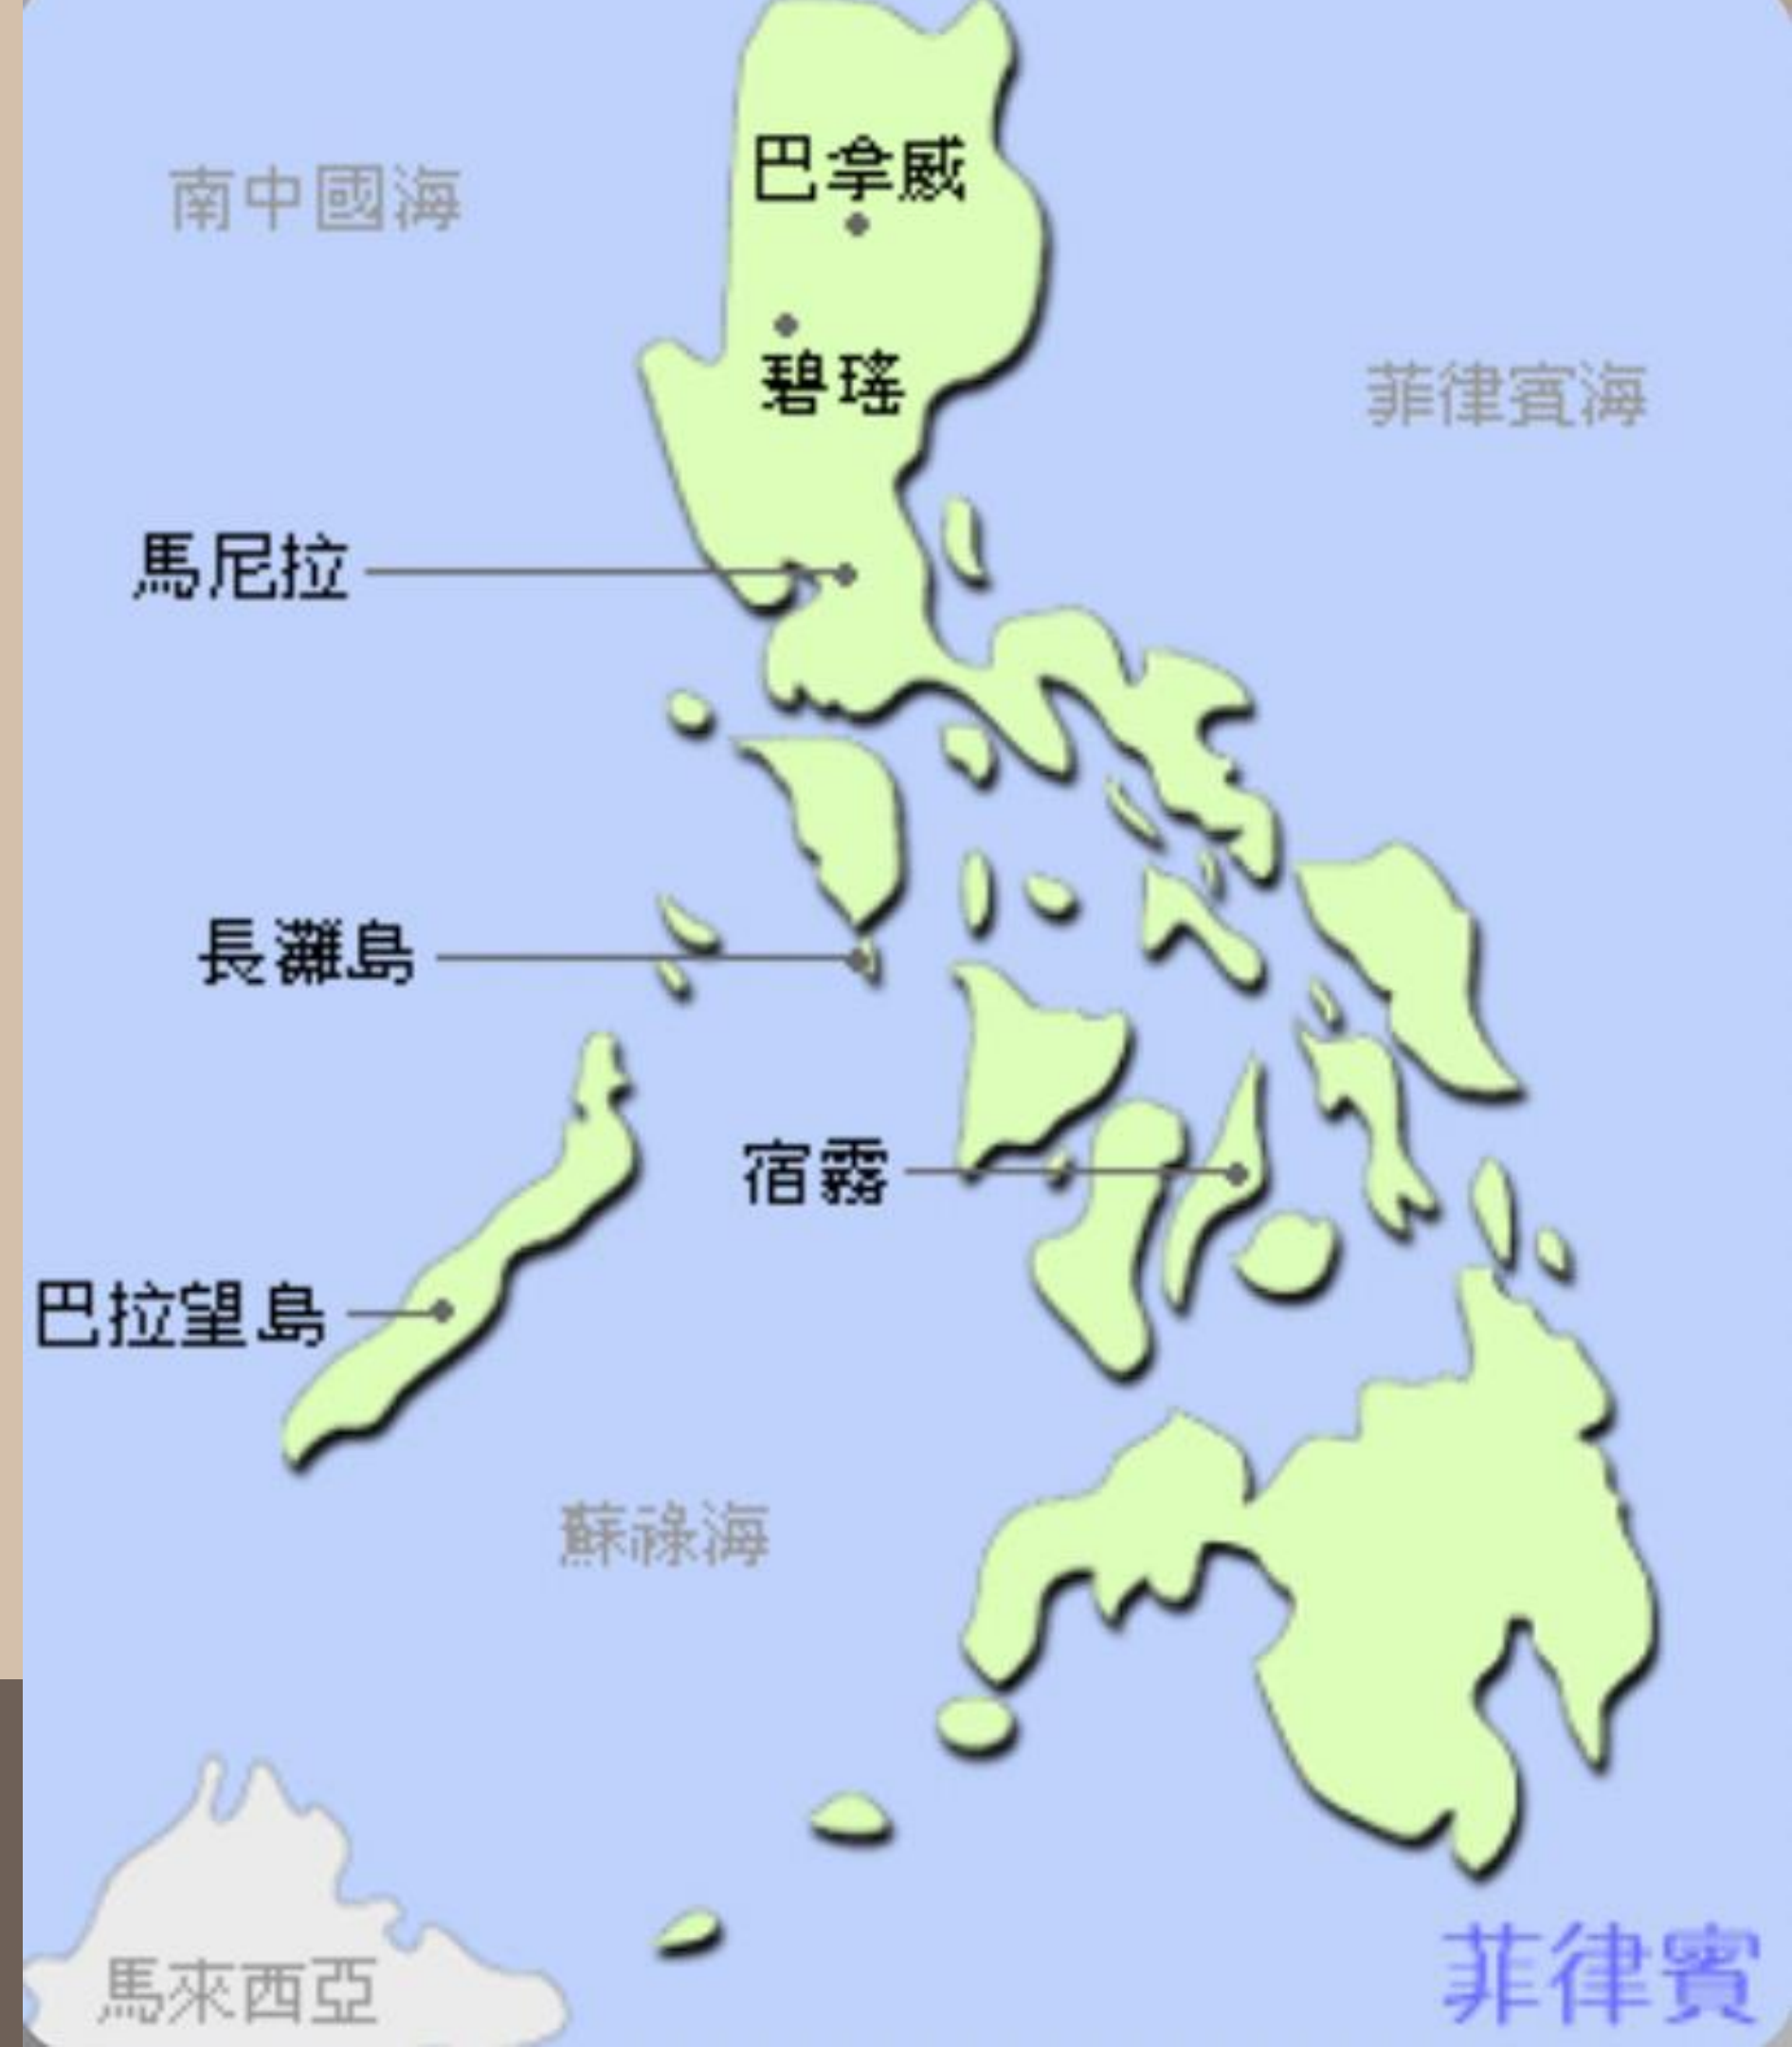 巴拿威
南中國海
碧瑤
菲律賓海
馬尼拉
長灘島
宿霧
巴拉望島
蘇祿海
馬來西亞
菲律賓